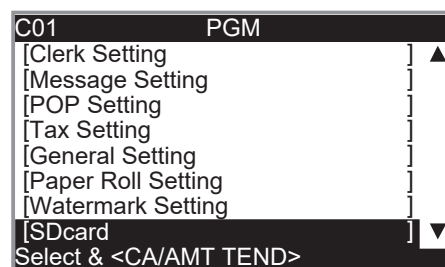 C01 PGM
[Clerk Setting ] ▲
[Message Setting ]
[POP Setting ]
[Tax Setting ]
[General Setting ]
[Paper Roll Setting ]
[Watermark Setting ]
[SDcard ] ▼
Select & <CA/AMT TEND>